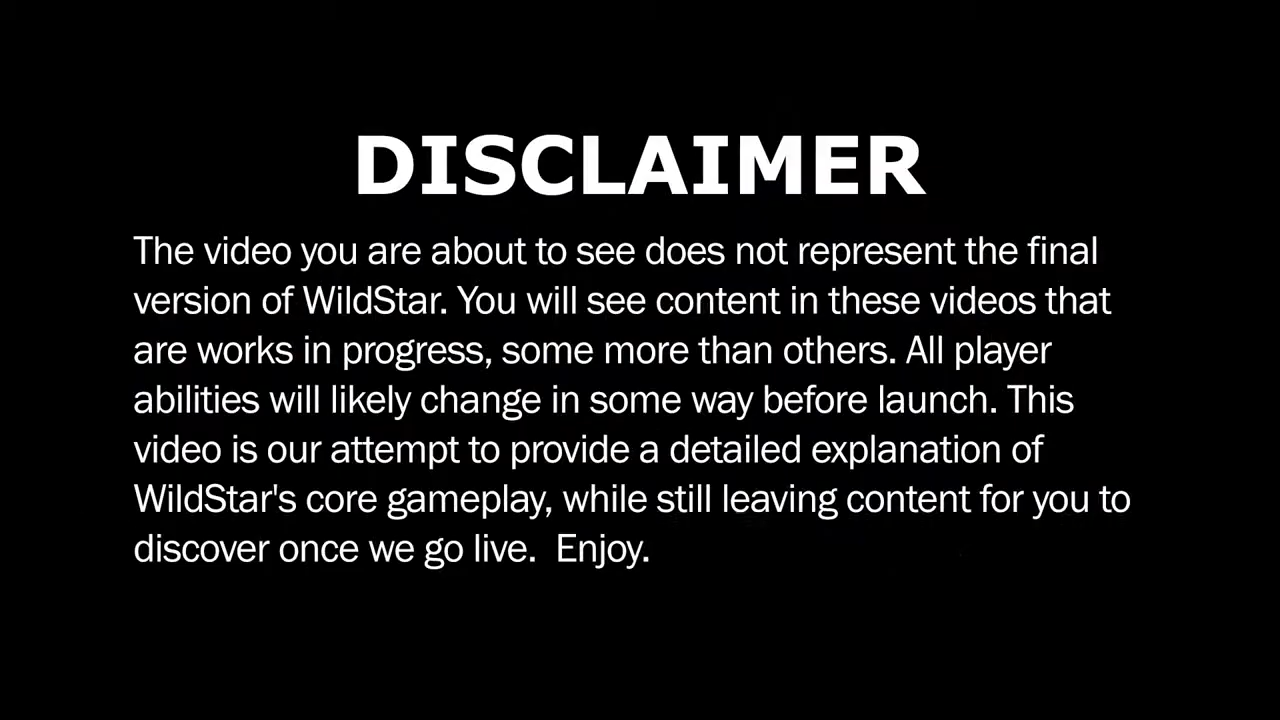 DISCLAIMER
The video you are about to see does not represent the final
version of WildStar. You will see content in these videos that
are works in progress, some more than others. All player
abilities will likely change in some way before launch. This
video is our attempt to provide a detailed explanation of
WildStar's core gameplay, while still leaving content for you to
discover once we go live.  Enjoy.